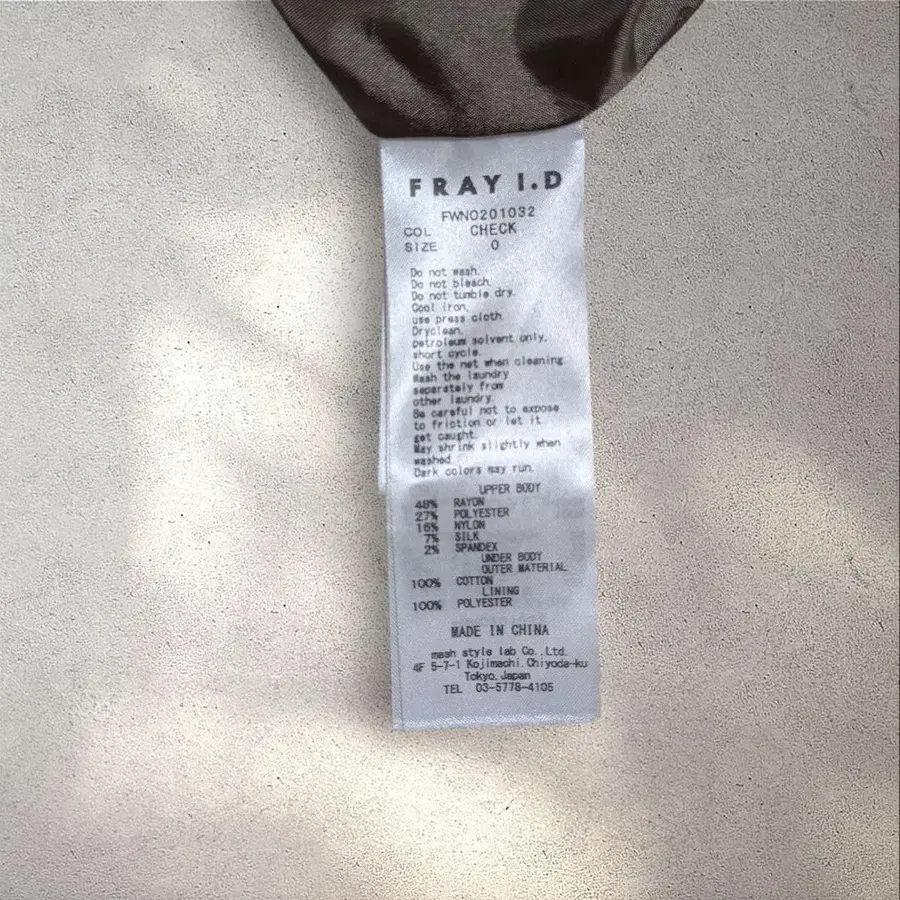 FRAY I.D
FWNO201032
COL CHECK
SIZE 0
Do not wash.
Do not bleach.
Do not tumble dry.
Cool iron,
use press cloth.
Dryclean,
petroleum solvent only,
short cycle.
Use the net when cleaning
Wash the laundry
separately from
other laundry.
Be careful not to expose
to friction or let it
get caught.
May shrink slightly when
washed.
Dark colors may run.
UPPER BODY
48% RAYON
27% POLYESTER
16% NYLON
7% SILK
2% SPANDEX
UNDER BODY
OUTER MATERIAL
100% COTTON
LINING
100% POLYESTER
MADE IN CHINA
mash style lab Co.,Ltd.
4F 5-7-1 Kojimachi,Chiyoda-ku
Tokyo,Japan
TEL 03-5778-4105